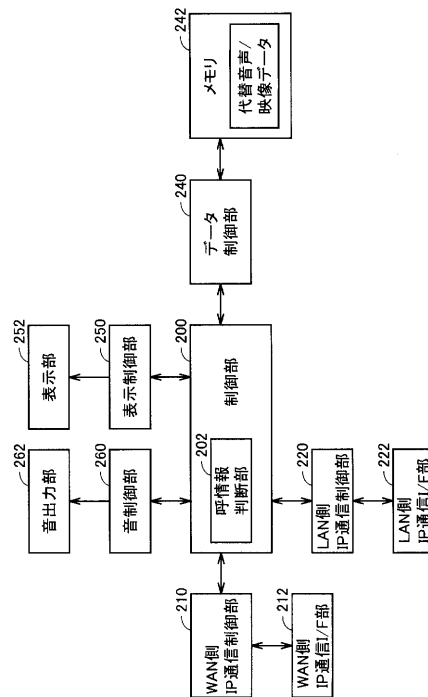 262
音出力部
252
表示部
260
音制御部
250
表示制御部
200
制御部
202
呼情報
判断部
240
データ
制御部
242
メモリ
代替音声/
映像データ
210
WAN側
IP通信制御部
212
WAN側
IP通信I/F部
220
LAN側
IP通信制御部
222
LAN側
IP通信I/F部